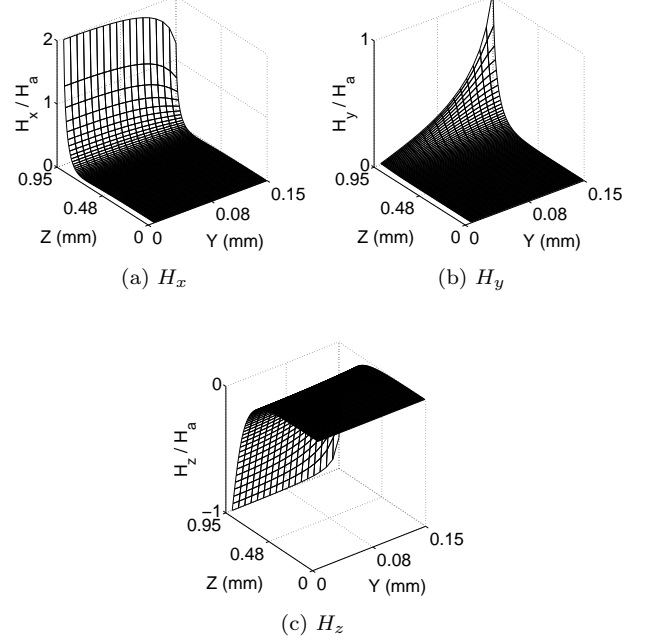 2
1
0
H_x / H_a
0.95
0.48
0
Z (mm)
0
0.08
0.15
Y (mm)
(a) H_x
1
0
H_y / H_a
0.95
0.48
0
Z (mm)
0
0.08
0.15
Y (mm)
(b) H_y
0
−1
H_z / H_a
0.95
0.48
0
Z (mm)
0
0.08
0.15
Y (mm)
(c) H_z